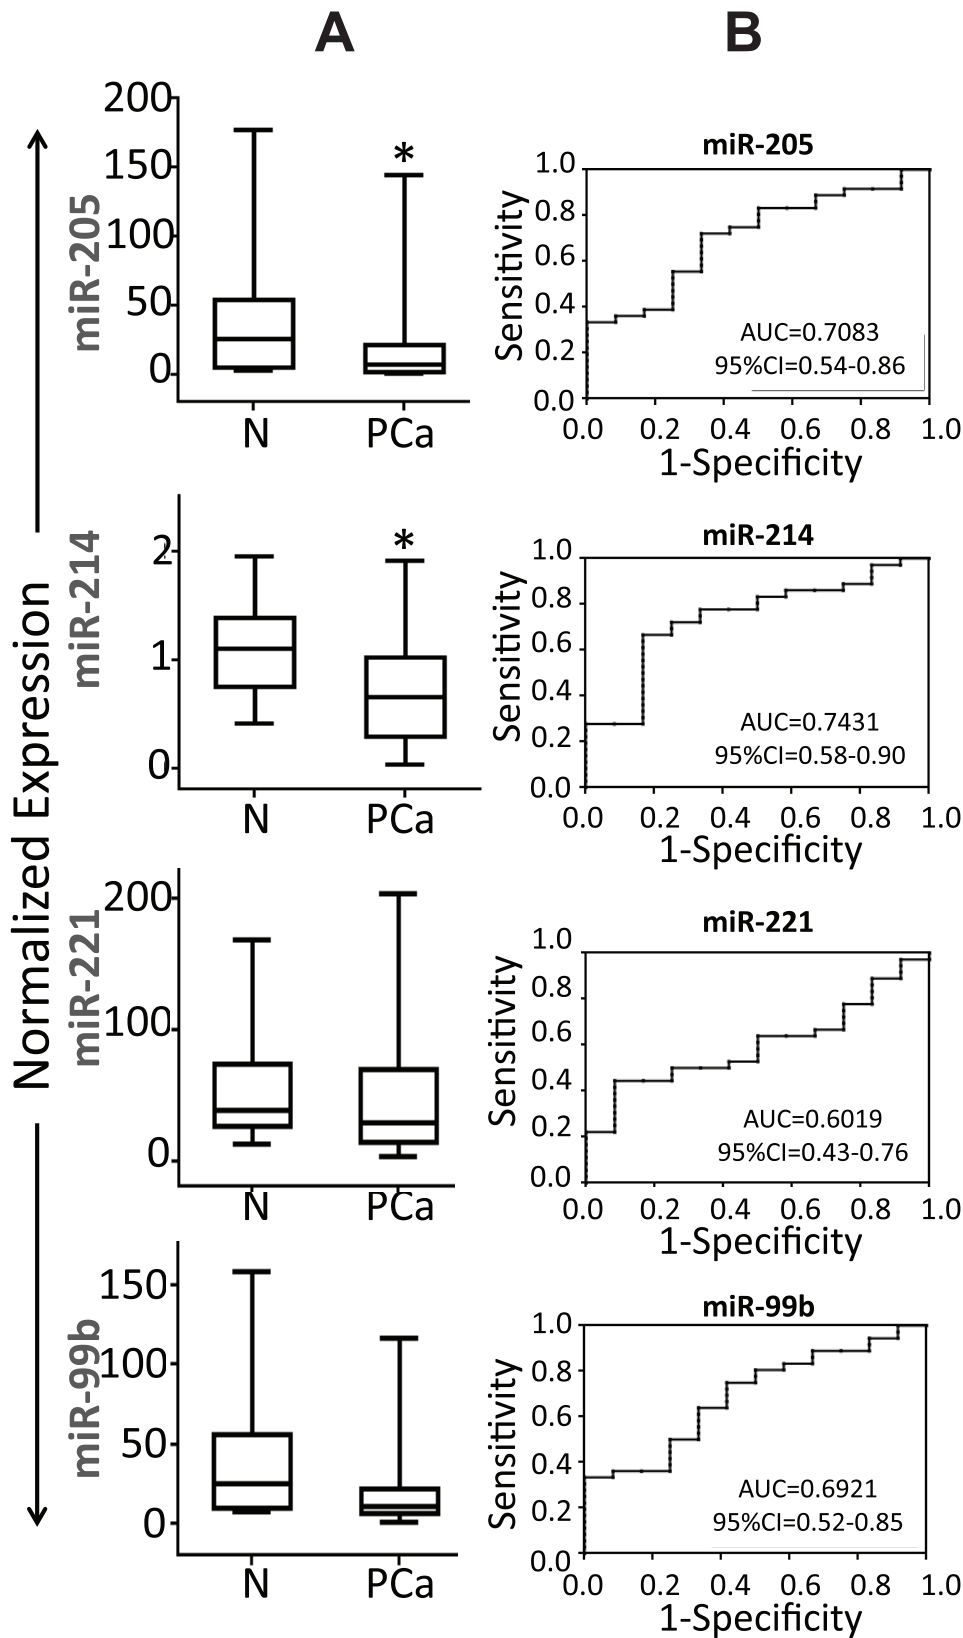 A
B
Normalized Expression
miR-205
200
150
100
50
0
*
N
PCa
miR-205
Sensitivity
1.0
0.8
0.6
0.4
0.2
0.0
AUC=0.7083
95%CI=0.54-0.86
0.0 0.2 0.4 0.6 0.8 1.0
1-Specificity
miR-214
2
1
0
*
N
PCa
miR-214
Sensitivity
1.0
0.8
0.6
0.4
0.2
0.0
AUC=0.7431
95%CI=0.58-0.90
0.0 0.2 0.4 0.6 0.8 1.0
1-Specificity
miR-221
200
100
0
N
PCa
miR-221
Sensitivity
1.0
0.8
0.6
0.4
0.2
0.0
AUC=0.6019
95%CI=0.43-0.76
0.0 0.2 0.4 0.6 0.8 1.0
1-Specificity
miR-99b
150
100
50
0
N
PCa
miR-99b
Sensitivity
1.0
0.8
0.6
0.4
0.2
0.0
AUC=0.6921
95%CI=0.52-0.85
0.0 0.2 0.4 0.6 0.8 1.0
1-Specificity